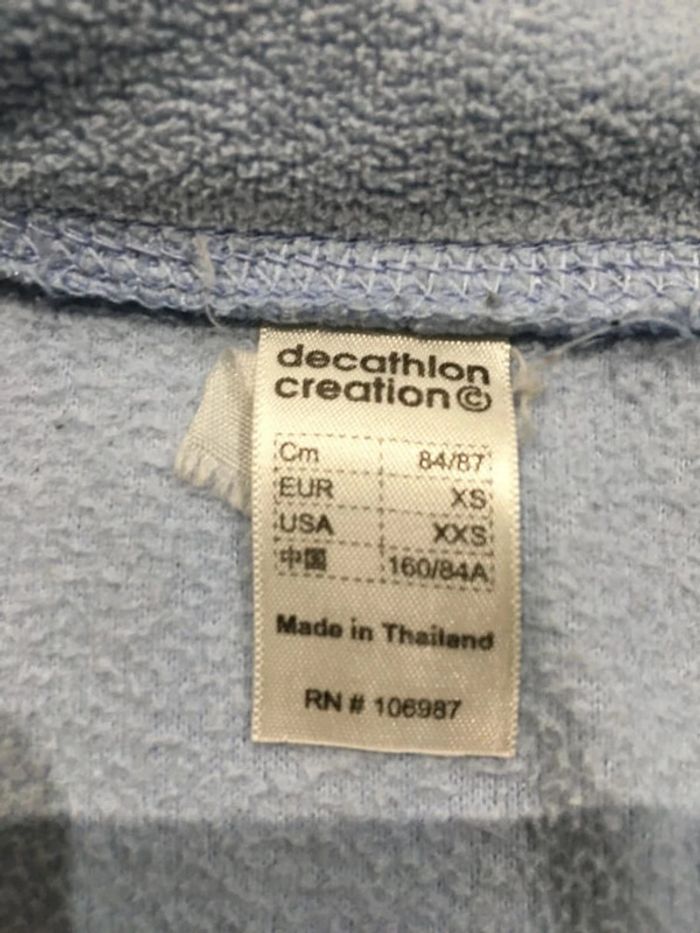 decathlon
creation©
Cm 84/87
EUR XS
USA XXS
中国 160/84A
Made in Thailand
RN # 106987